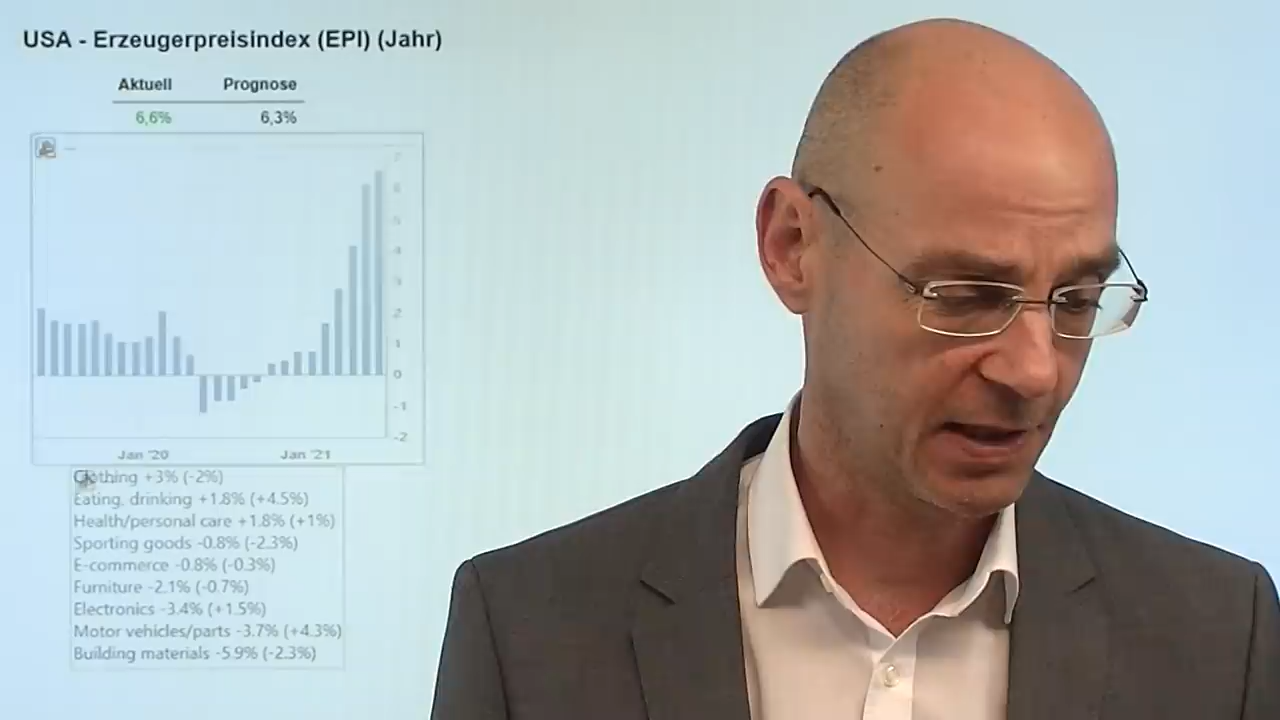 USA - Erzeugerpreisindex (EPI) (Jahr)
Aktuell Prognose
6,6% 6,3%
7
6
5
4
3
2
1
0
-1
-2
Jan '20 Jan '21
Clothing +3% (-2%)
Eating, drinking +1.8% (+4.5%)
Health/personal care +1.8% (+1%)
Sporting goods -0.8% (-2.3%)
E-commerce -0.8% (-0.3%)
Furniture -2.1% (-0.7%)
Electronics -3.4% (+1.5%)
Motor vehicles/parts -3.7% (+4.3%)
Building materials -5.9% (-2.3%)